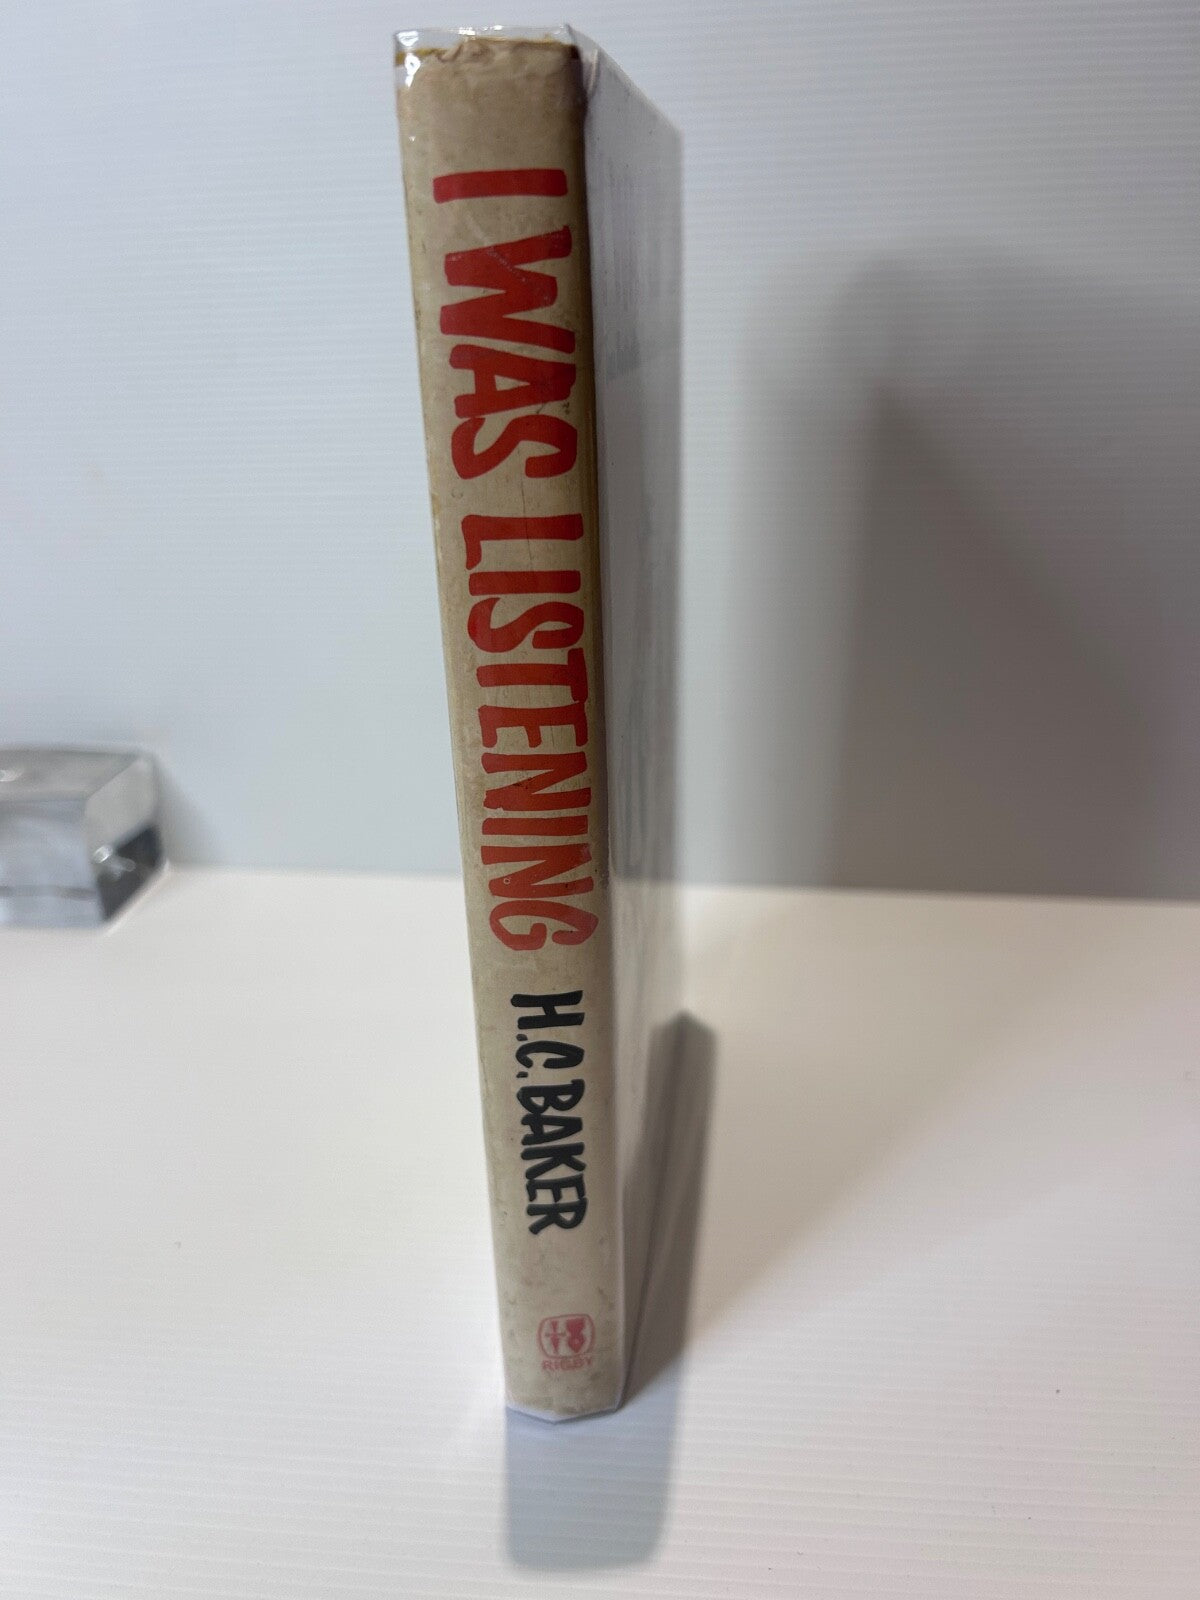 I WAS LISTENING
H.C. BAKER
RIGBY